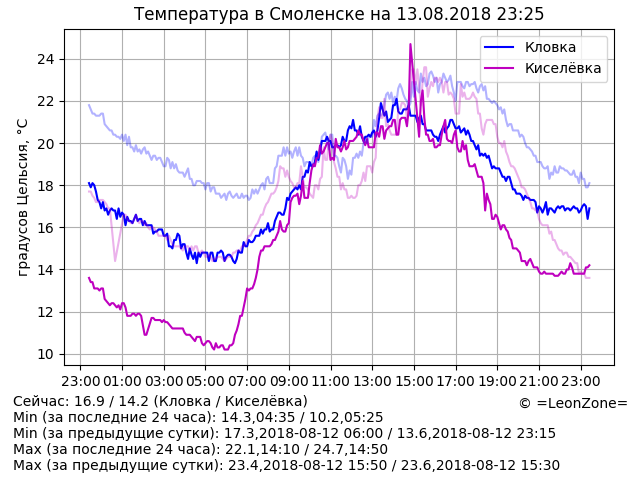 Температура в Смоленске на 13.08.2018 23:25
градусов Цельсия, °C
24
22
20
18
16
14
12
10
Кловка
Киселёвка
23:00 01:00 03:00 05:00 07:00 09:00 11:00 13:00 15:00 17:00 19:00 21:00 23:00
Сейчас: 16.9 / 14.2 (Кловка / Киселёвка)
© =LeonZone=
Min (за последние 24 часа): 14.3,04:35 / 10.2,05:25
Min (за предыдущие сутки): 17.3,2018-08-12 06:00 / 13.6,2018-08-12 23:15
Max (за последние 24 часа): 22.1,14:10 / 24.7,14:50
Max (за предыдущие сутки): 23.4,2018-08-12 15:50 / 23.6,2018-08-12 15:30